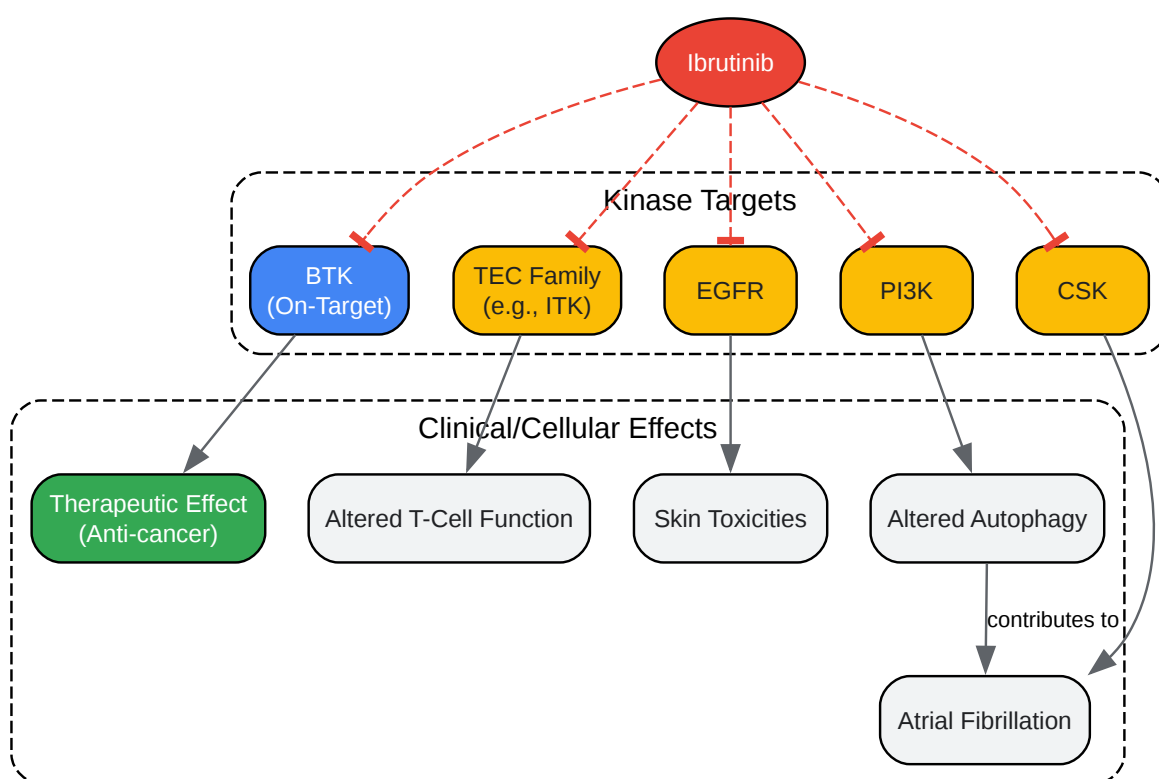 Ibrutinib
Kinase Targets
BTK
(On-Target)
TEC Family
(e.g., ITK)
EGFR
PI3K
CSK
Clinical/Cellular Effects
Therapeutic Effect
(Anti-cancer)
Altered T-Cell Function
Skin Toxicities
Altered Autophagy
contributes to
Atrial Fibrillation